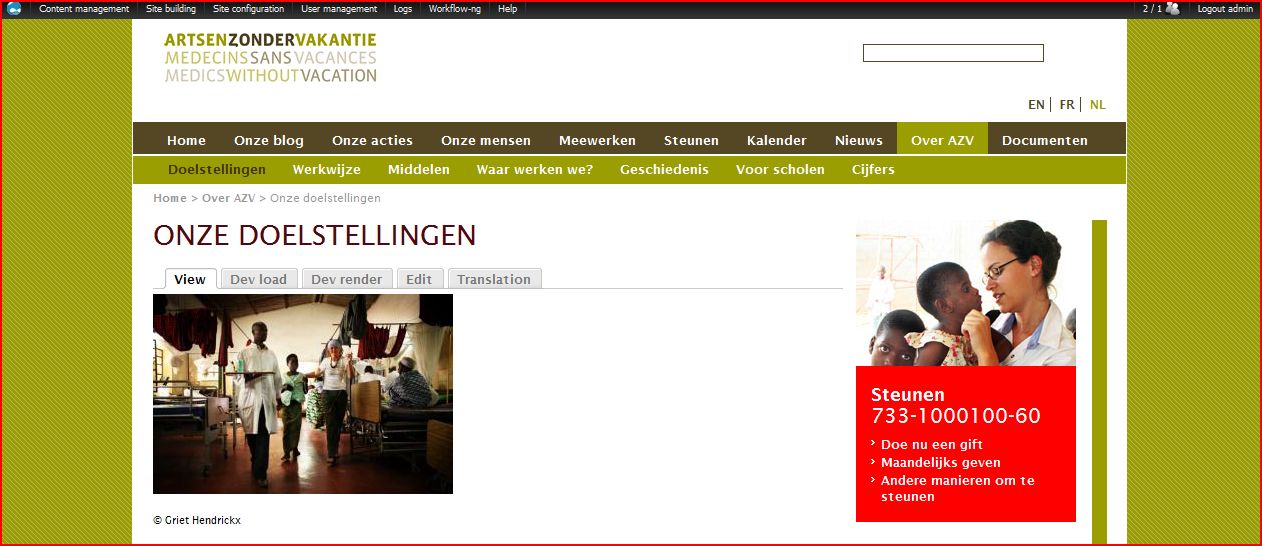 Content management Site building Site configuration User management Logs Workflow-ng Help 2 / 1 Logout admin
ARTSENZONDERVAKANTIE
MEDECINSSANSVACANCES
MEDICSWITHOUTVACATION
EN FR NL
Home Onze blog Onze acties Onze mensen Meewerken Steunen Kalender Nieuws Over AZV Documenten
Doelstellingen Werkwijze Middelen Waar werken we? Geschiedenis Voor scholen Cijfers
Home > Over AZV > Onze doelstellingen
ONZE DOELSTELLINGEN
View Dev load Dev render Edit Translation
© Griet Hendrickx
Steunen
733-1000100-60
Doe nu een gift
Maandelijks geven
Andere manieren om te
steunen